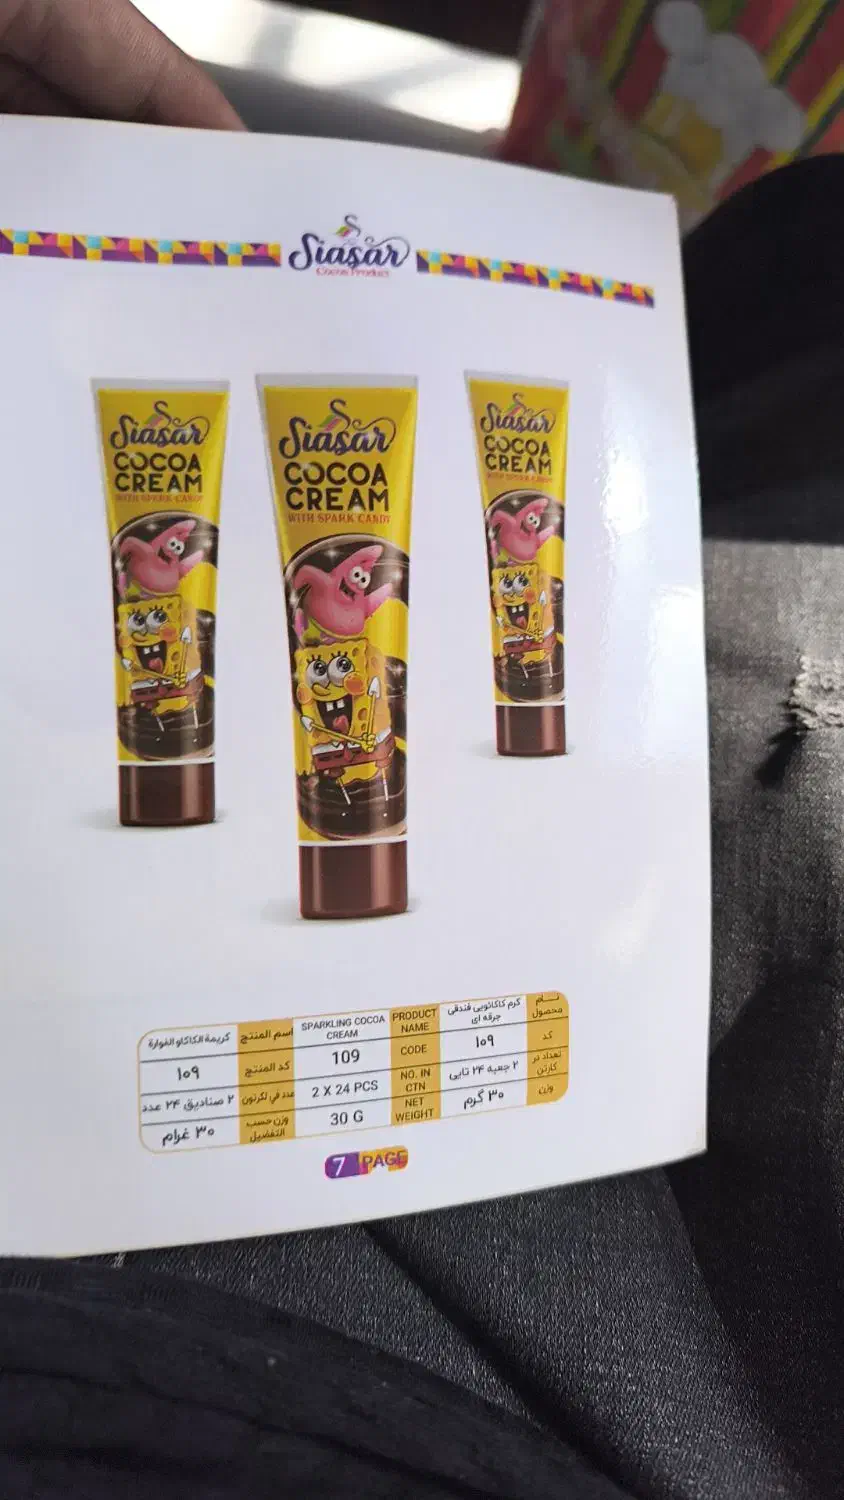 Siasar
Cocoa Product
Siasar
COCOA
CREAM
WITH SPARK CANDY
Siasar
COCOA
CREAM
WITH SPARK CANDY
Siasar
COCOA
CREAM
WITH SPARK CANDY
نــام محصول
کرم کاکائویی فندقی جرقه ای
PRODUCT NAME
SPARKLING COCOA CREAM
اسم المنتج
كريمة الكاكاو الفوارة
کد
۱۰۹
CODE
109
كد المنتج
۱۰۹
تعداد در کارتن
۲ جعبه ۲۴ تایی
NO. IN CTN
2 X 24 PCS
عدد في لكرتون
۲ صناديق ۲۴ عدد
وزن
۳۰ گرم
NET WEIGHT
30 G
وزن حسب التفضيل
۳۰ غرام
7 PAGE